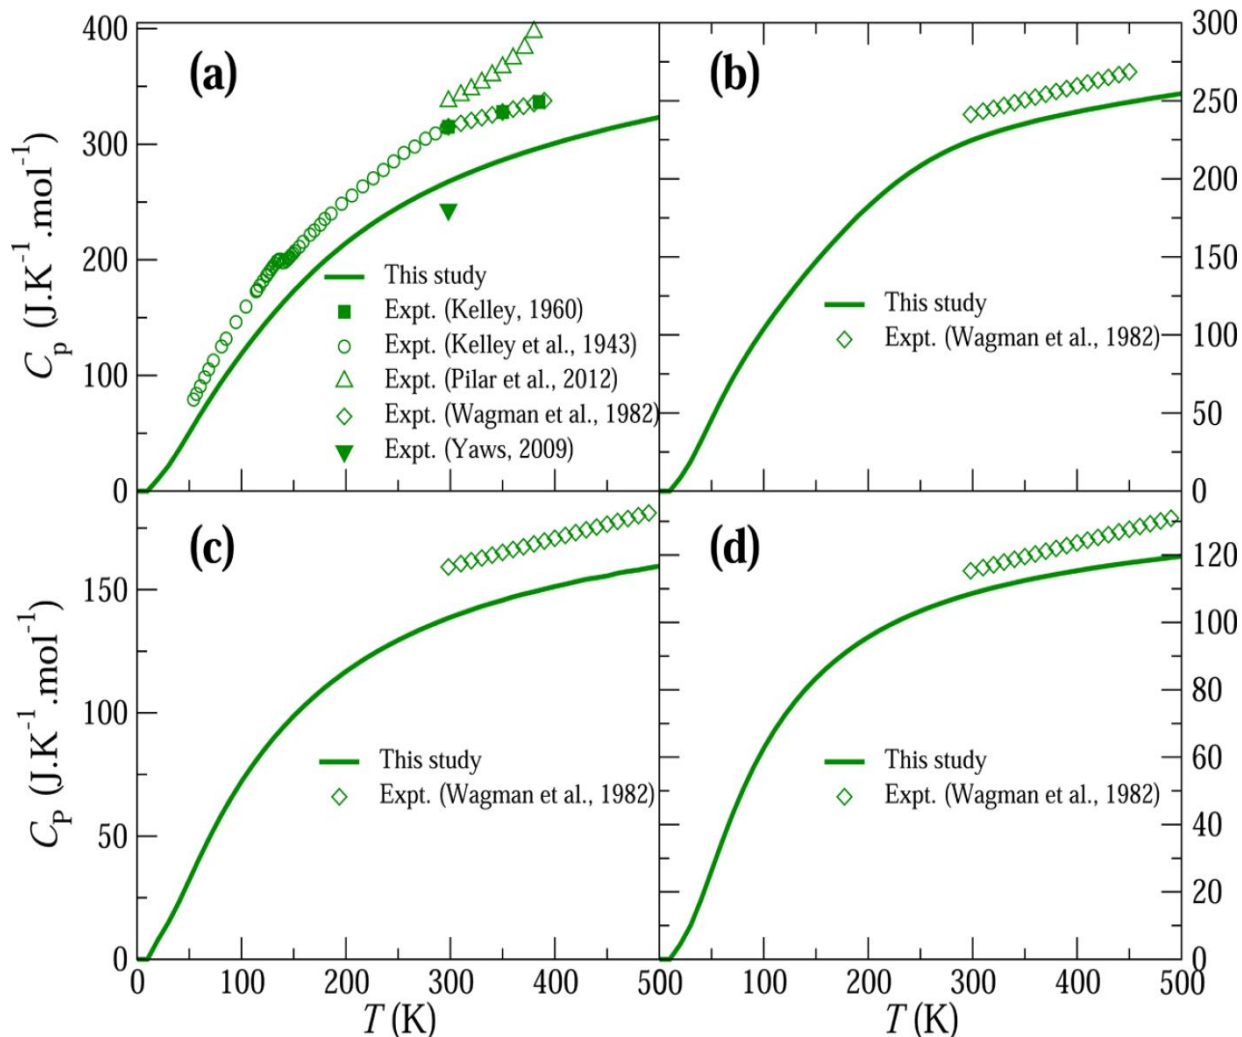 400
300
200
100
0
C_p (J.K^-1.mol^-1)
(a)
This study
Expt. (Kelley, 1960)
Expt. (Kelley et al., 1943)
Expt. (Pilar et al., 2012)
Expt. (Wagman et al., 1982)
Expt. (Yaws, 2009)
(b)
This study
Expt. (Wagman et al., 1982)
300
250
200
150
100
50
0
150
100
50
0
C_P (J.K^-1.mol^-1)
(c)
This study
Expt. (Wagman et al., 1982)
0 100 200 300 400 500
T (K)
(d)
This study
Expt. (Wagman et al., 1982)
120
100
80
60
40
20
0
100 200 300 400 500
T (K)